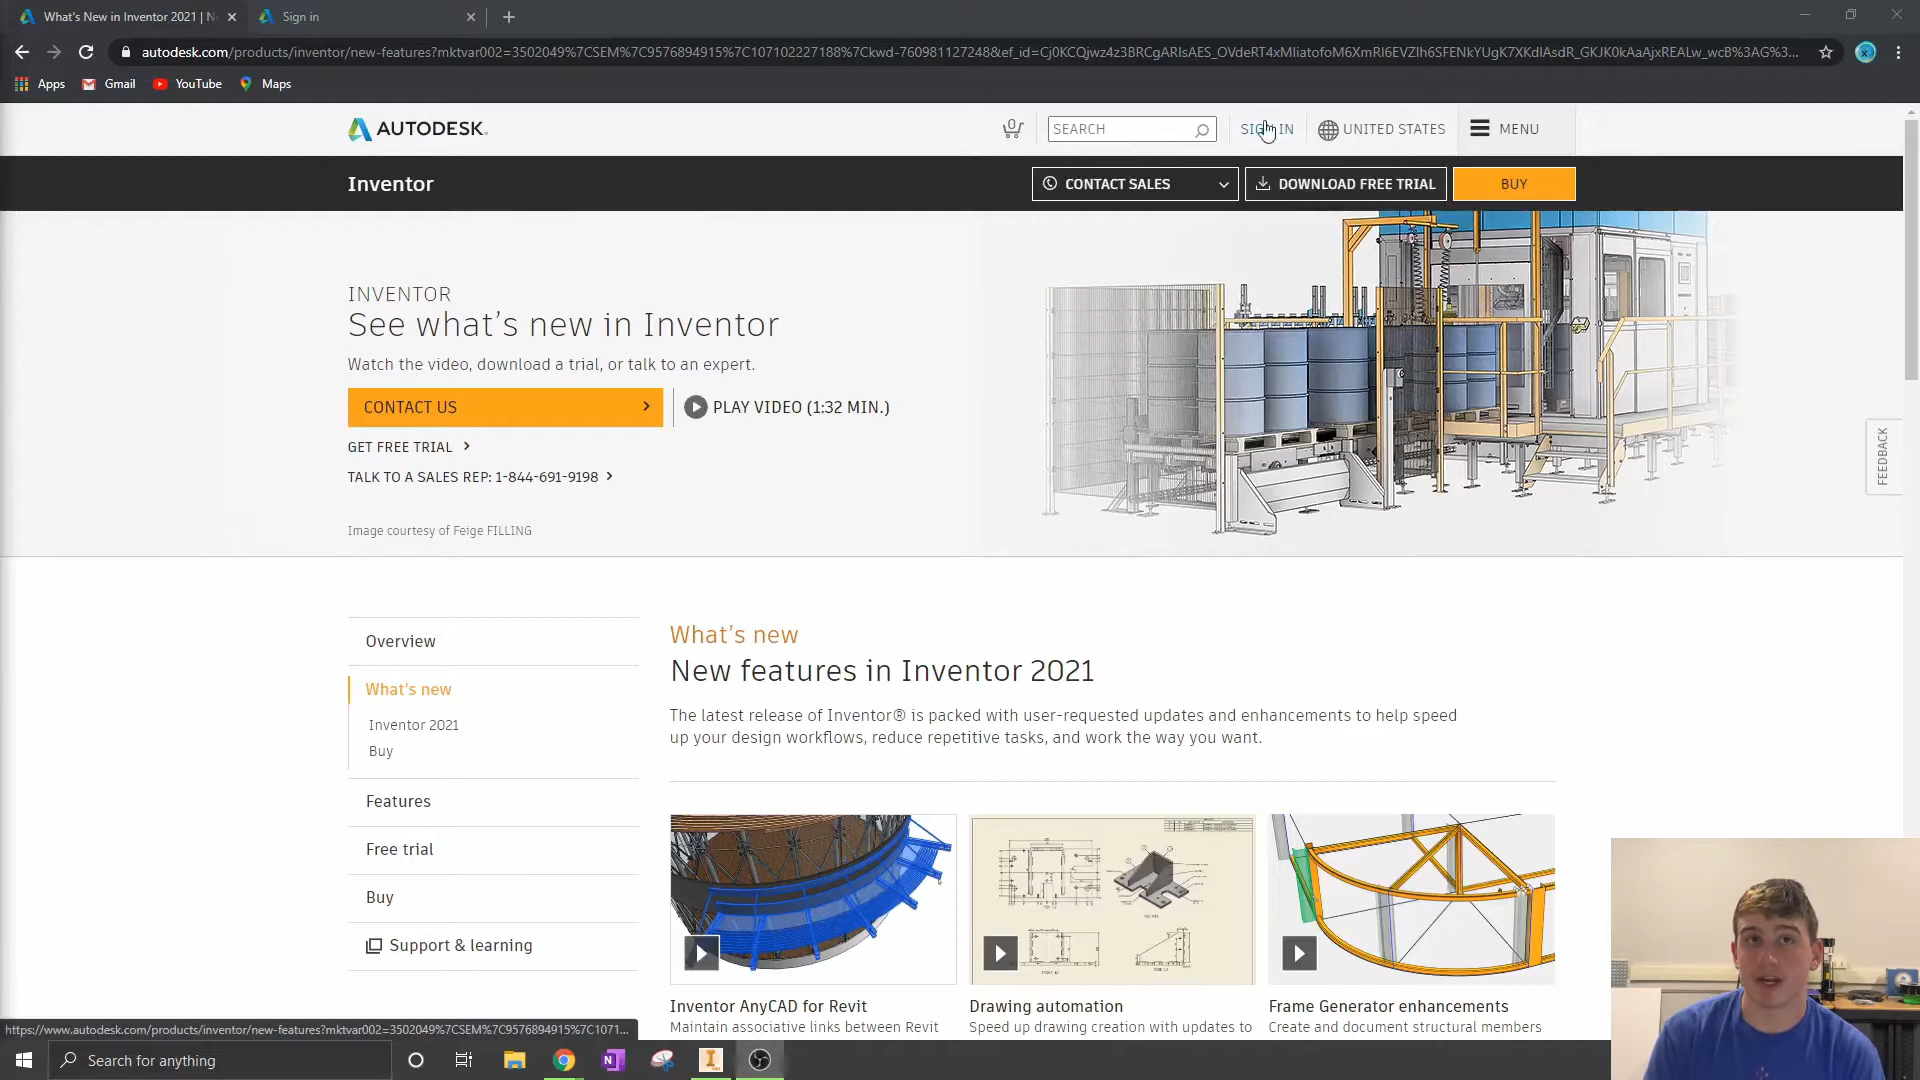 What's New in Inventor 2021 | N
Sign in
autodesk.com/products/inventor/new-features?mktvar002=3502049%7CSEM%7C9576894915%7C107102227188%7Ckwd-760981127248&ef_id=
Apps
Gmail
YouTube
Maps
AUTODESK.
0
SEARCH
SIGN IN
UNITED STATES
MENU
Inventor
CONTACT SALES
DOWNLOAD FREE TRIAL
BUY
INVENTOR
See what's new in Inventor
Watch the video, download a trial, or talk to an expert.
CONTACT US
PLAY VIDEO (1:32 MIN.)
GET FREE TRIAL
TALK TO A SALES REP: 1-844-691-9198
Image courtesy of Feige FILLING
FEEDBACK
Overview
What's new
Inventor 2021
Buy
Features
Free trial
Buy
Support & learning
What's new
New features in Inventor 2021
The latest release of Inventor® is packed with user-requested updates and enhancements to help speed
up your design workflows, reduce repetitive tasks, and work the way you want.
Inventor AnyCAD for Revit
Maintain associative links between Revit
Drawing automation
Speed up drawing creation with updates to
Frame Generator enhancements
Create and document structural members
https://www.autodesk.com/products/inventor/new-features?mktvar002=3502049%7CSEM%7C9576894915%7C1071...
Search for anything